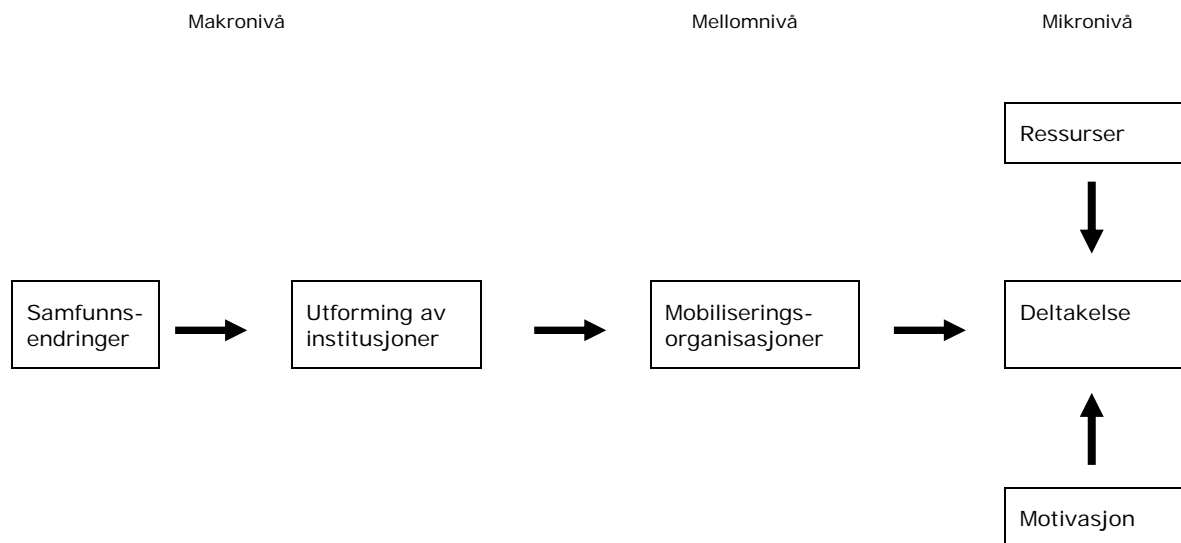 Makronivå
Mellomnivå
Mikronivå
Ressurser
Samfunns-
endringer
Utforming av
institusjoner
Mobiliserings-
organisasjoner
Deltakelse
Motivasjon